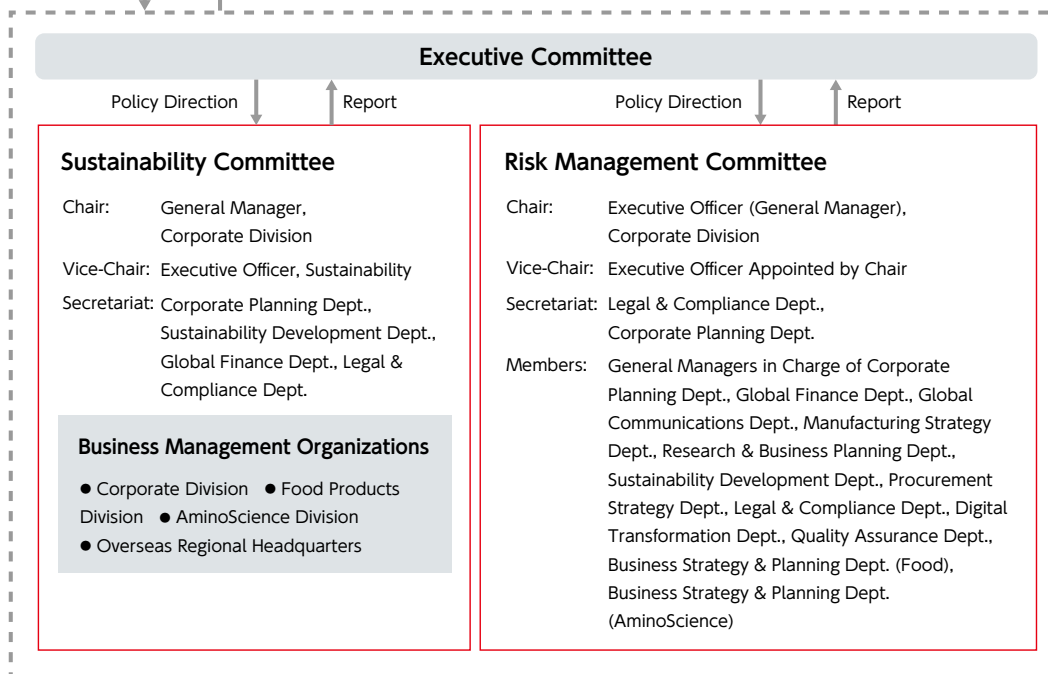 Executive Committee
Policy Direction
Report
Policy Direction
Report
Sustainability Committee
Chair: General Manager,
Corporate Division
Vice-Chair: Executive Officer, Sustainability
Secretariat: Corporate Planning Dept.,
Sustainability Development Dept.,
Global Finance Dept., Legal &
Compliance Dept.
Business Management Organizations
● Corporate Division ● Food Products
Division ● AminoScience Division
● Overseas Regional Headquarters
Risk Management Committee
Chair: Executive Officer (General Manager),
Corporate Division
Vice-Chair: Executive Officer Appointed by Chair
Secretariat: Legal & Compliance Dept.,
Corporate Planning Dept.
Members: General Managers in Charge of Corporate
Planning Dept., Global Finance Dept., Global
Communications Dept., Manufacturing Strategy
Dept., Research & Business Planning Dept.,
Sustainability Development Dept., Procurement
Strategy Dept., Legal & Compliance Dept., Digital
Transformation Dept., Quality Assurance Dept.,
Business Strategy & Planning Dept. (Food),
Business Strategy & Planning Dept.
(AminoScience)